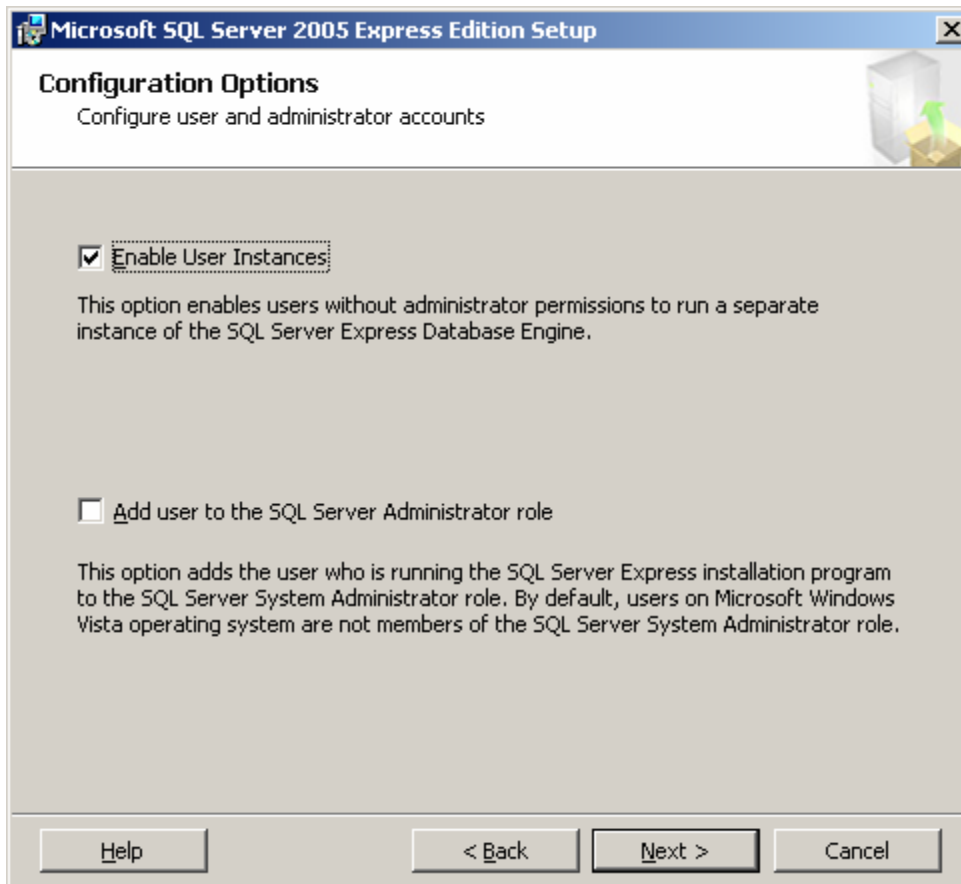 Microsoft SQL Server 2005 Express Edition Setup
Configuration Options
Configure user and administrator accounts
Enable User Instances
This option enables users without administrator permissions to run a separate
instance of the SQL Server Express Database Engine.
Add user to the SQL Server Administrator role
This option adds the user who is running the SQL Server Express installation program
to the SQL Server System Administrator role. By default, users on Microsoft Windows
Vista operating system are not members of the SQL Server System Administrator role.
Help
< Back
Next >
Cancel